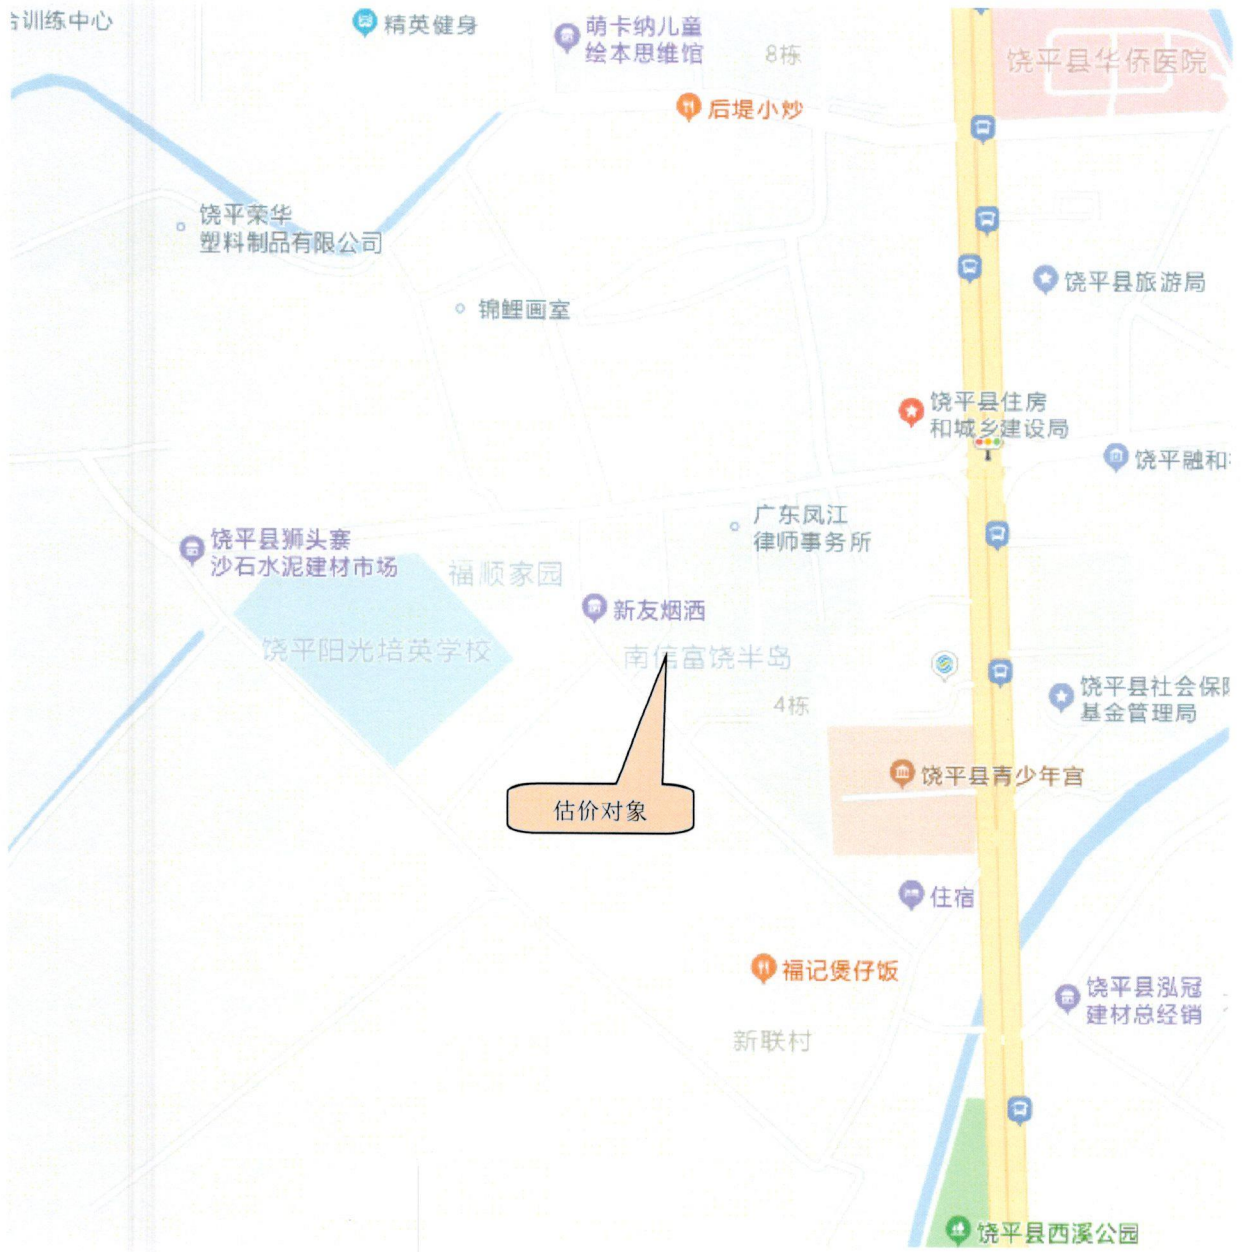 合训练中心
精英健身
萌卡纳儿童
绘本思维馆
8栋
饶平县华侨医院
后堤小炒
饶平荣华
塑料制品有限公司
饶平县旅游局
锦鲤画室
饶平县住房
和城乡建设局
饶平融和
广东凤江
律师事务所
饶平县狮头寨
沙石水泥建材市场
福顺家园
新友烟洒
饶平阳光培英学校
南信富饶半岛
4栋
饶平县社会保障
基金管理局
饶平县青少年宫
估价对象
住宿
福记煲仔饭
饶平县泓冠
建材总经销
新联村
饶平县西溪公园